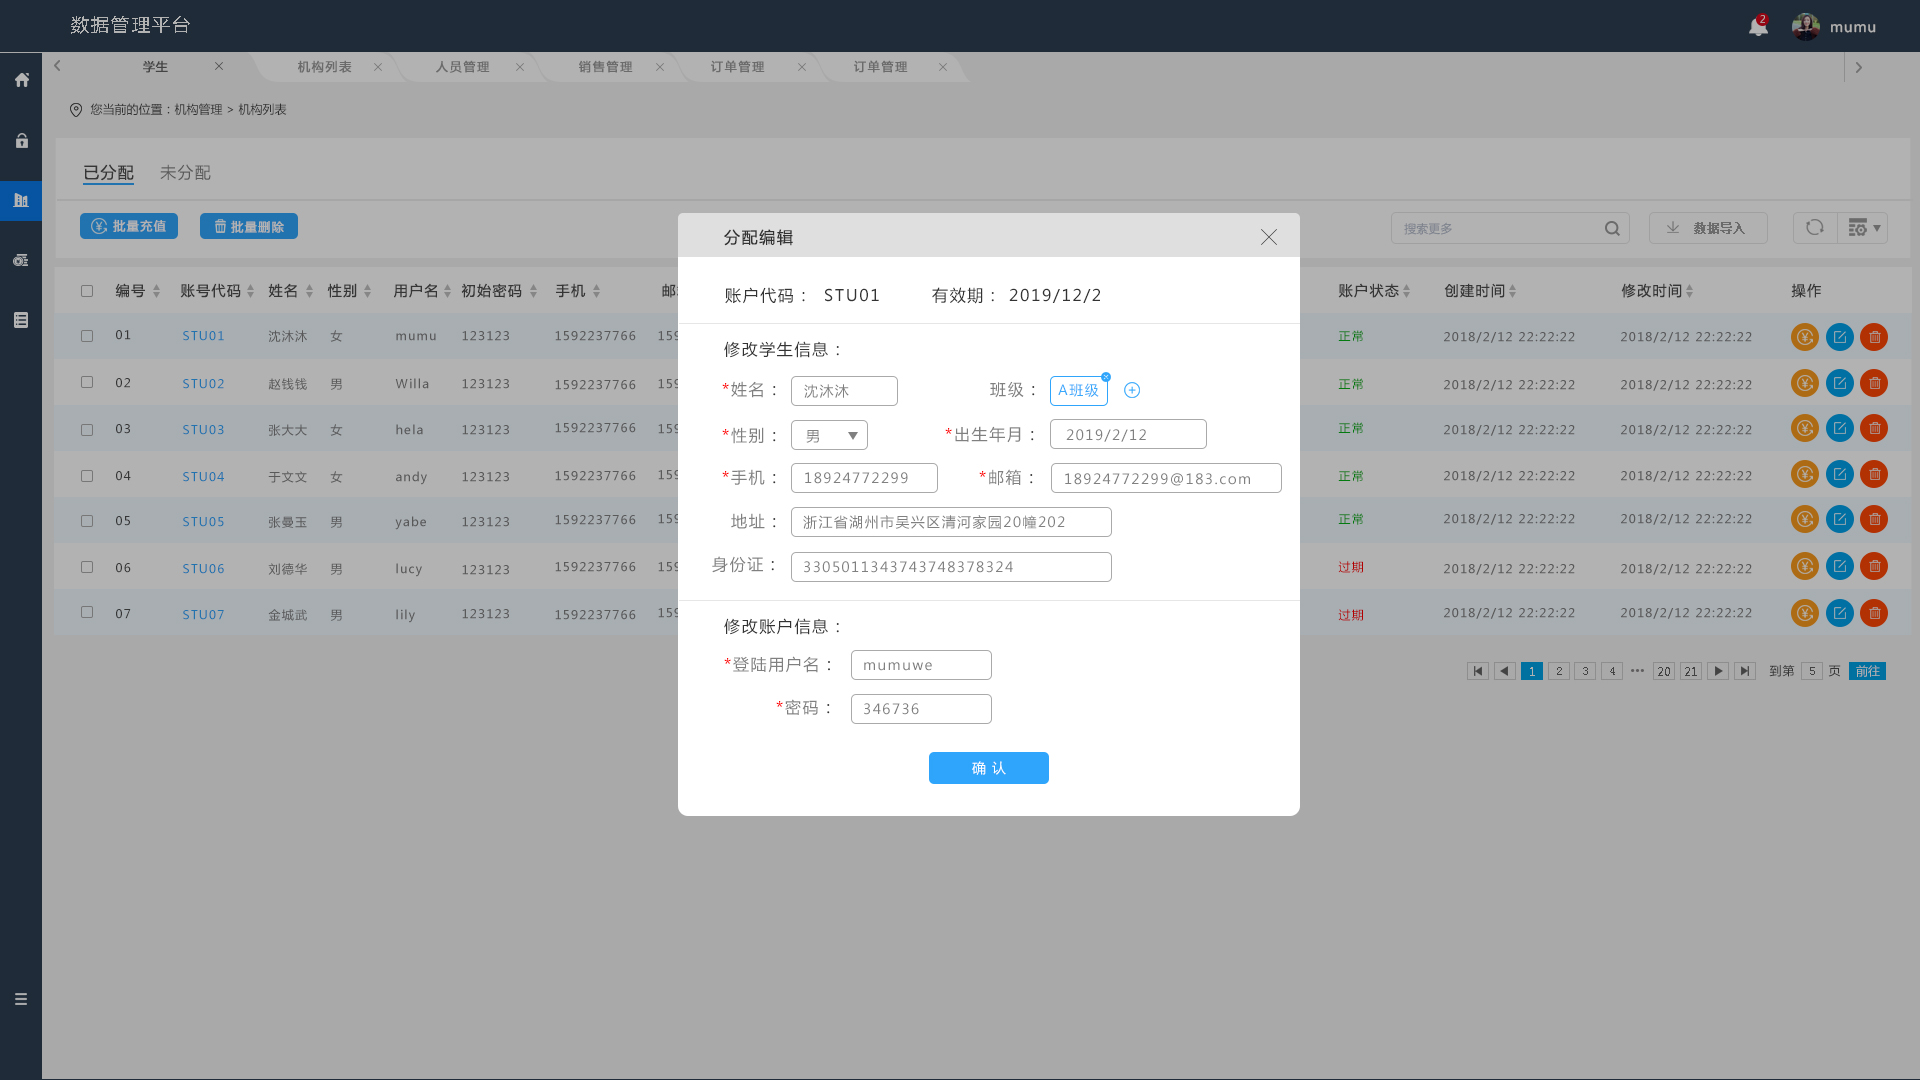 数据管理平台
2
mumu
学生
机构列表
人员管理
销售管理
订单管理
订单管理
您当前的位置：机构管理 > 机构列表
已分配
未分配
批量充值
批量删除
搜索更多
数据导入
编号 账号代码 姓名 性别 用户名 初始密码 手机 账户状态 创建时间 修改时间 操作
01 STU01 沈沐沐 女 mumu 123123 1592237766 159 正常 2018/2/12 22:22:22 2018/2/12 22:22:22
02 STU02 赵钱钱 男 Willa 123123 1592237766 159 正常 2018/2/12 22:22:22 2018/2/12 22:22:22
03 STU03 张大大 女 hela 123123 1592237766 159 正常 2018/2/12 22:22:22 2018/2/12 22:22:22
04 STU04 于文文 女 andy 123123 1592237766 159 正常 2018/2/12 22:22:22 2018/2/12 22:22:22
05 STU05 张曼玉 男 yabe 123123 1592237766 159 正常 2018/2/12 22:22:22 2018/2/12 22:22:22
06 STU06 刘德华 男 lucy 123123 1592237766 159 过期 2018/2/12 22:22:22 2018/2/12 22:22:22
07 STU07 金城武 男 lily 123123 1592237766 159 过期 2018/2/12 22:22:22 2018/2/12 22:22:22
1 2 3 4 ··· 20 21 到第 5 页 前往
分配编辑
账户代码： STU01 有效期： 2019/12/2
修改学生信息：
*姓名： 沈沐沐 班级： A班级
*性别： 男 *出生年月： 2019/2/12
*手机： 18924772299 *邮箱： 18924772299@183.com
地址： 浙江省湖州市吴兴区清河家园20幢202
身份证： 3305011343743748378324
修改账户信息：
*登陆用户名： mumuwe
*密码： 346736
确 认